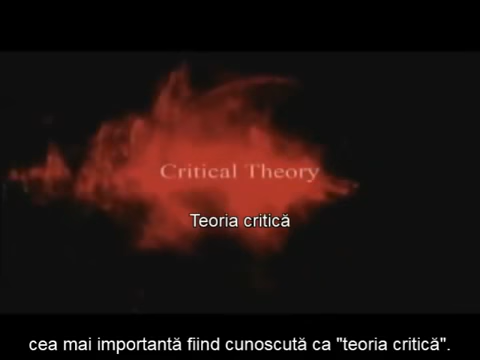 Critical Theory
Teoria critică
cea mai importantă fiind cunoscută ca "teoria critică".